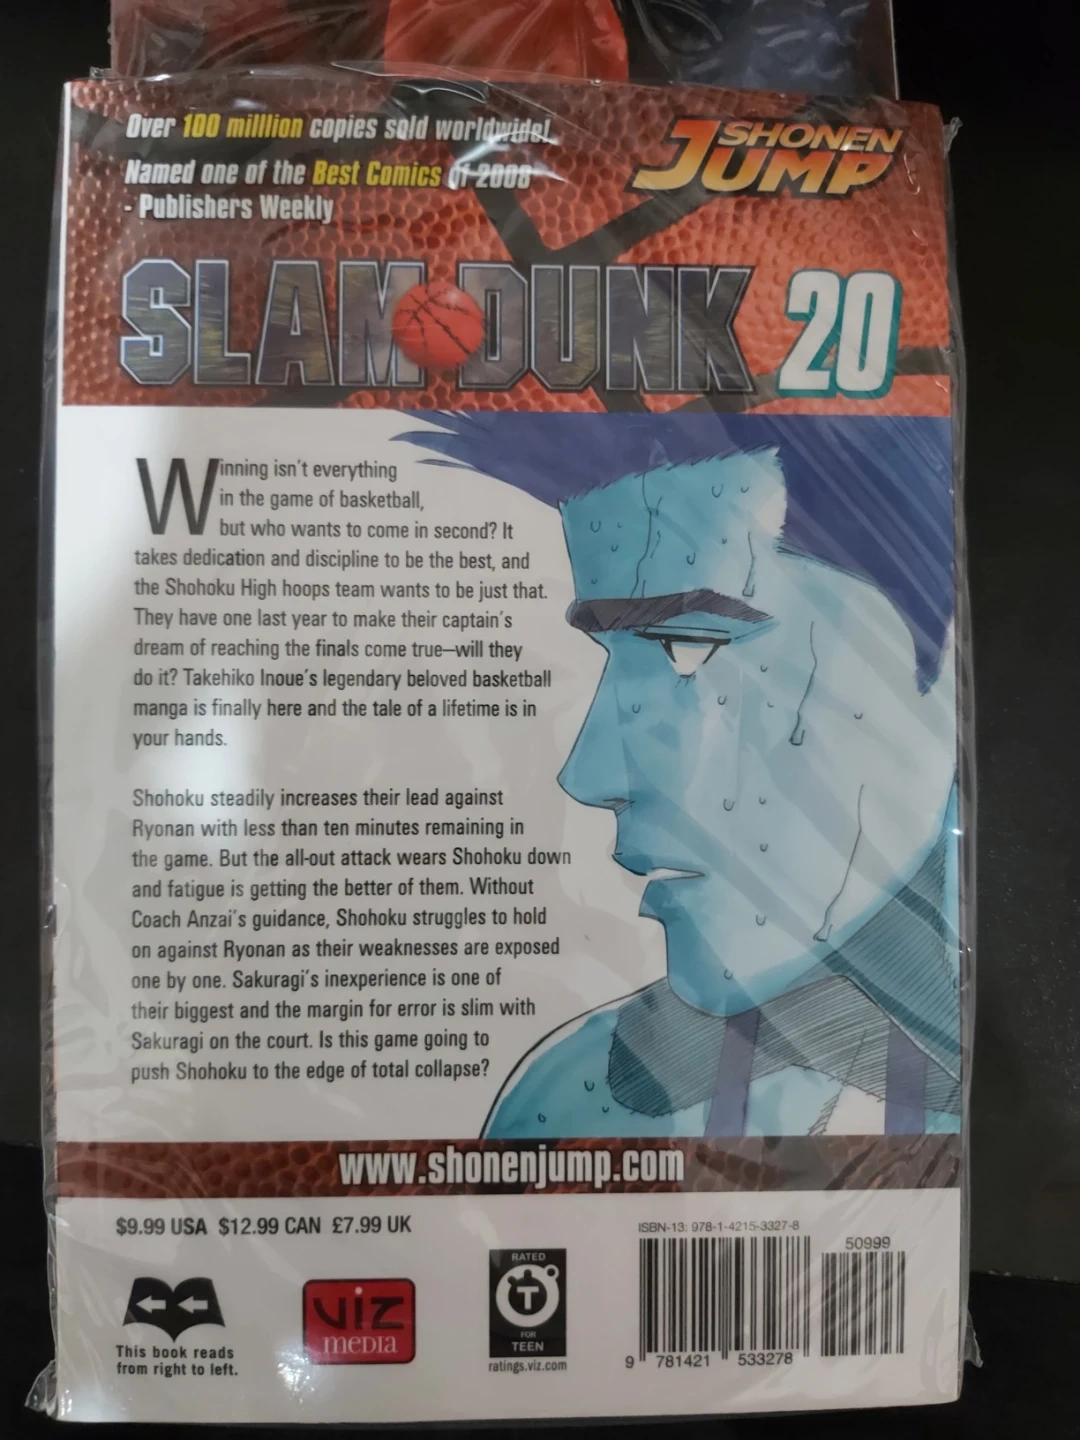 Over 100 milllion copies sold worldwide!
Named one of the Best Comics of 2008
- Publishers Weekly
SHONEN
JUMP
SLAM DUNK 20
Winning isn't everything
in the game of basketball,
but who wants to come in second? It
takes dedication and discipline to be the best, and
the Shohoku High hoops team wants to be just that.
They have one last year to make their captain's
dream of reaching the finals come true—will they
do it? Takehiko Inoue's legendary beloved basketball
manga is finally here and the tale of a lifetime is in
your hands.
Shohoku steadily increases their lead against
Ryonan with less than ten minutes remaining in
the game. But the all-out attack wears Shohoku down
and fatigue is getting the better of them. Without
Coach Anzai's guidance, Shohoku struggles to hold
on against Ryonan as their weaknesses are exposed
one by one. Sakuragi's inexperience is one of
their biggest and the margin for error is slim with
Sakuragi on the court. Is this game going to
push Shohoku to the edge of total collapse?
www.shonenjump.com
$9.99 USA $12.99 CAN £7.99 UK
ISBN-13: 978-1-4215-3327-8
50999
This book reads
from right to left.
VIZ
MEDIA
RATED
T
FOR
TEEN
ratings.viz.com
9 781421 533278